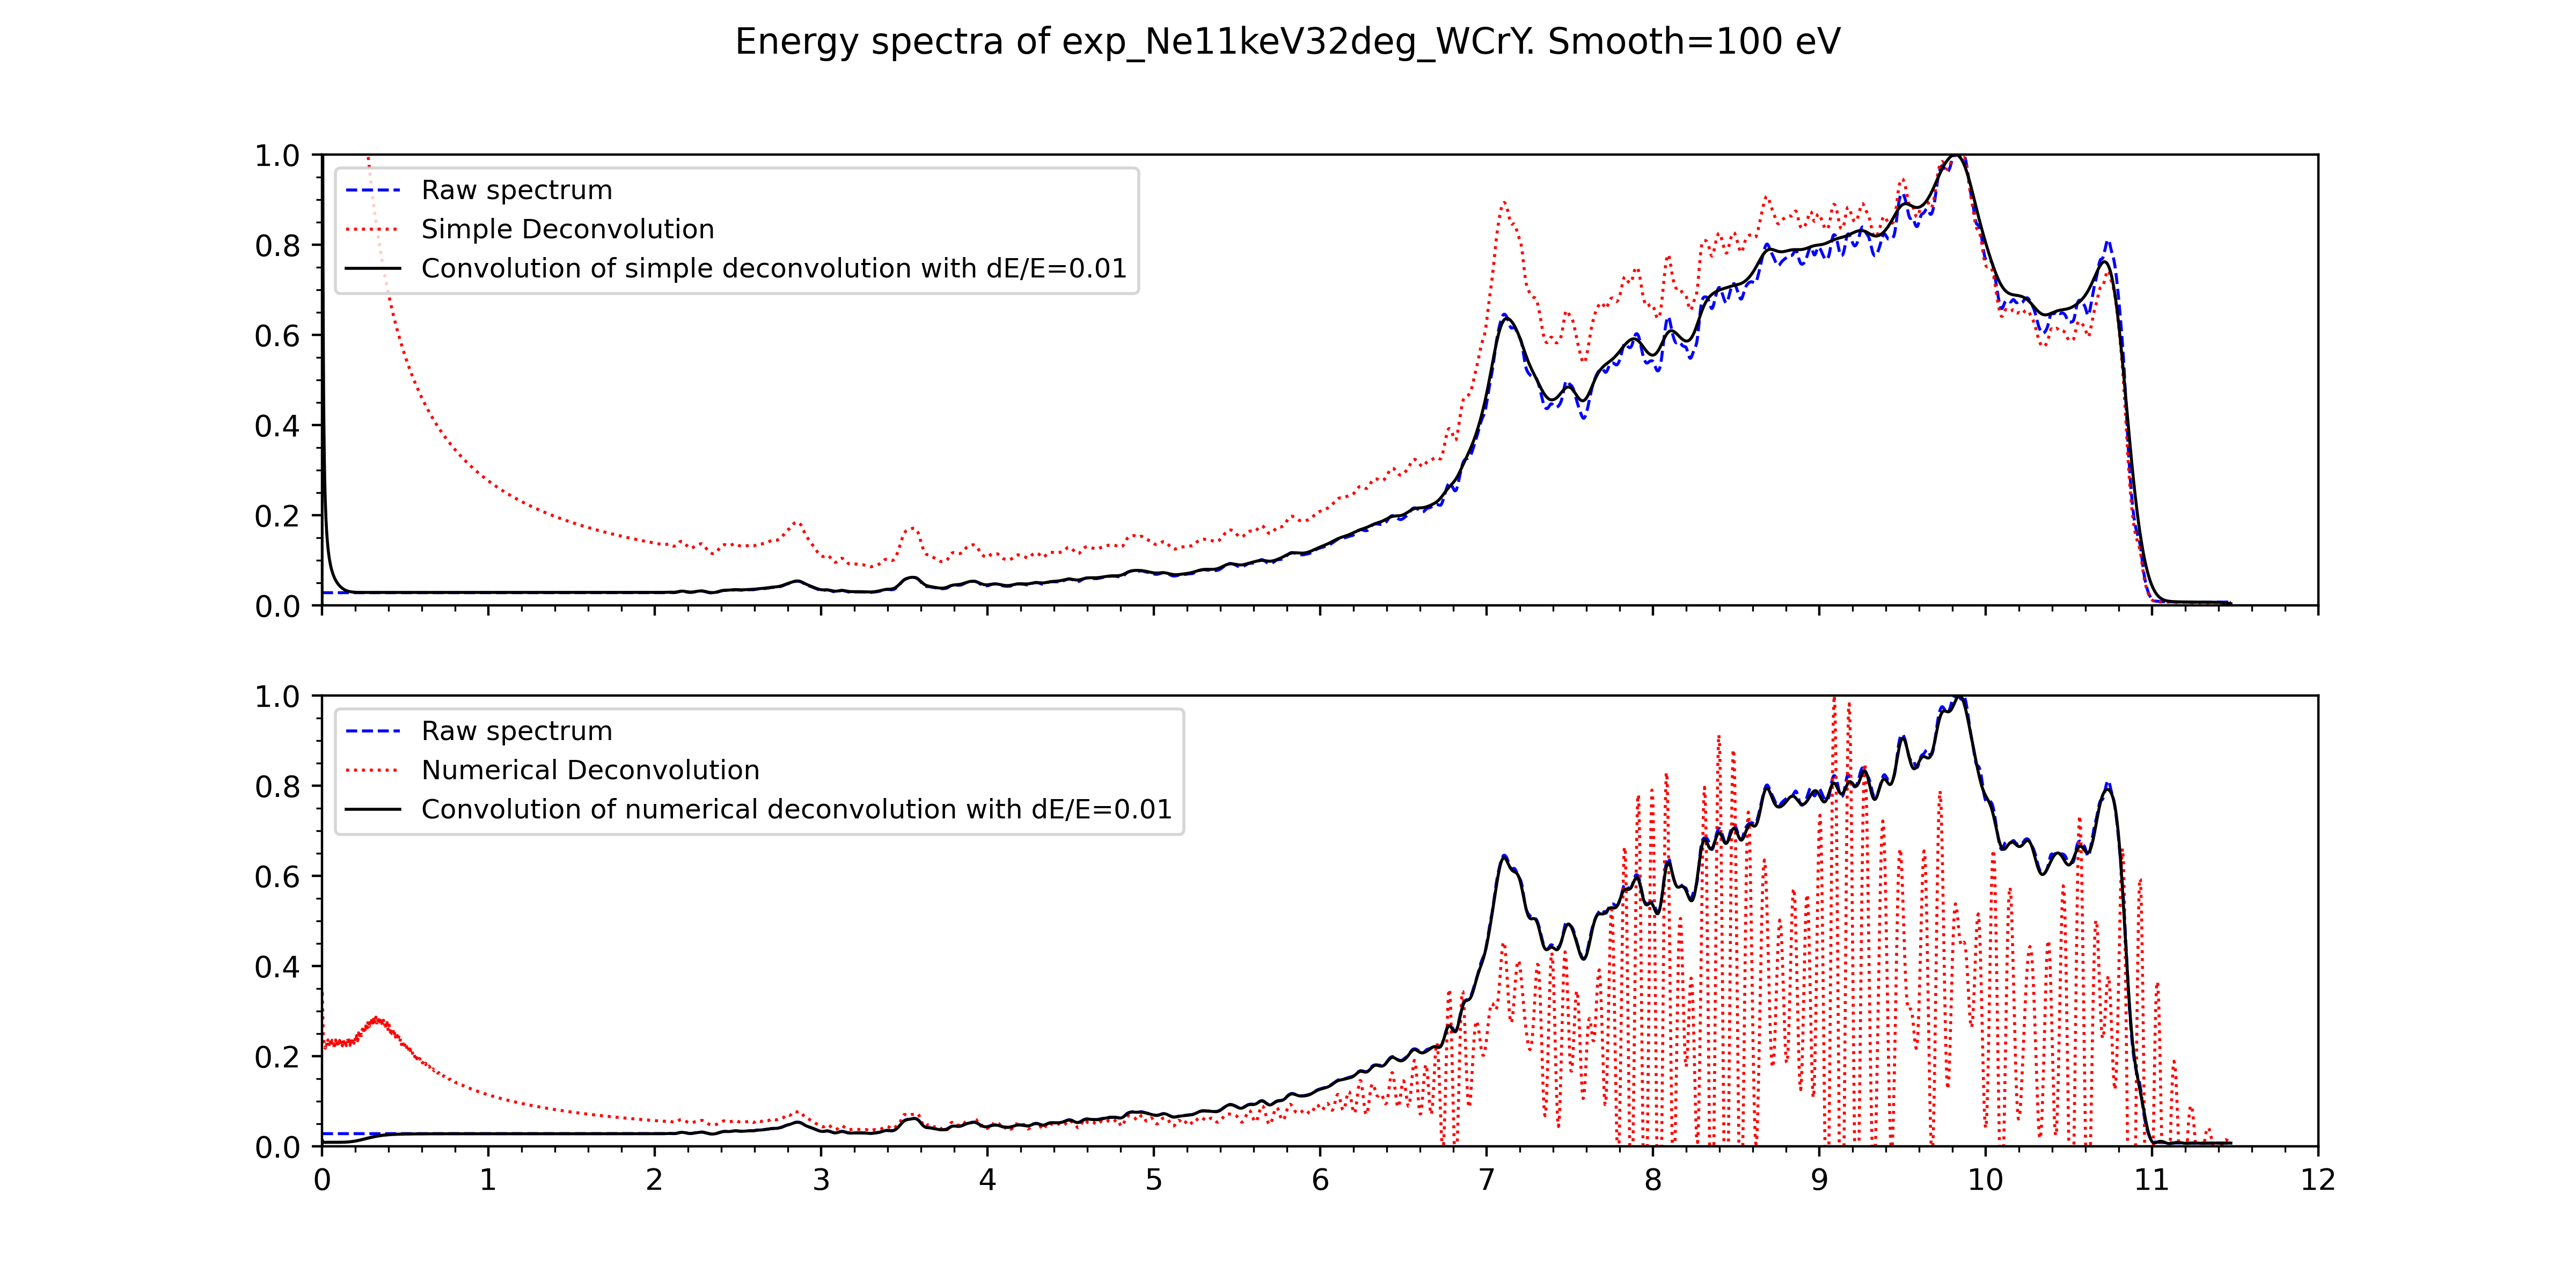 Energy spectra of exp_Ne11keV32deg_WCrY. Smooth=100 eV
1.0
0.8
0.6
0.4
0.2
0.0
Raw spectrum
Simple Deconvolution
Convolution of simple deconvolution with dE/E=0.01
1.0
0.8
0.6
0.4
0.2
0.0
Raw spectrum
Numerical Deconvolution
Convolution of numerical deconvolution with dE/E=0.01
0 1 2 3 4 5 6 7 8 9 10 11 12